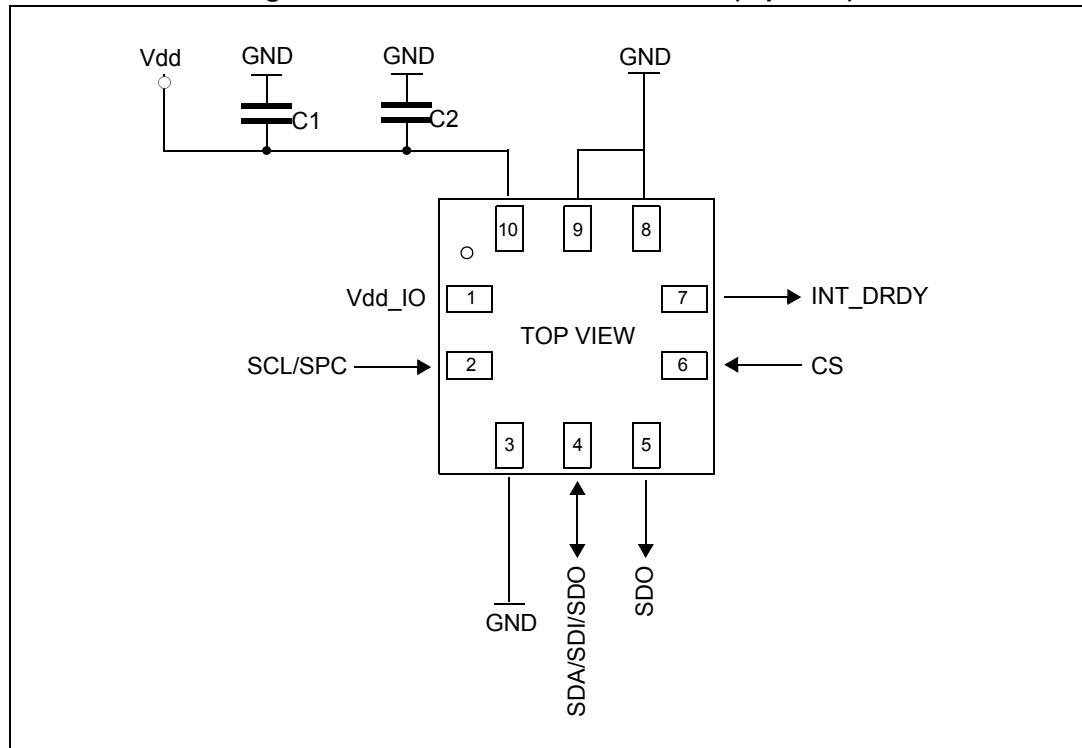 Vdd GND GND GND
C1 C2
10 9 8
Vdd_IO 1 7 INT_DRDY
TOP VIEW
SCL/SPC 2 6 CS
3 4 5
GND SDA/SDI/SDO SDO